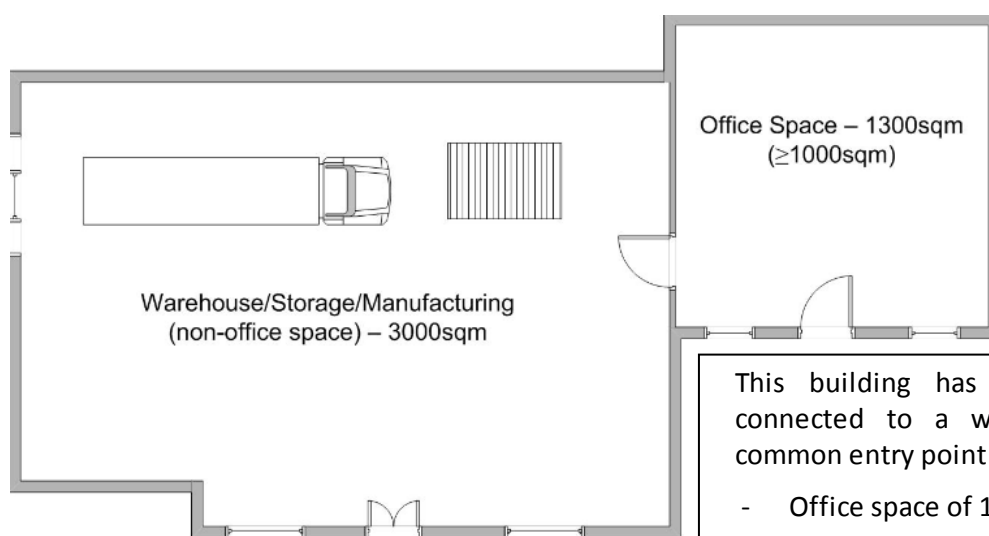 Office Space – 1300sqm
(≥1000sqm)
Warehouse/Storage/Manufacturing
(non-office space) – 3000sqm
This building has
connected to a
common entry point
- Office space of